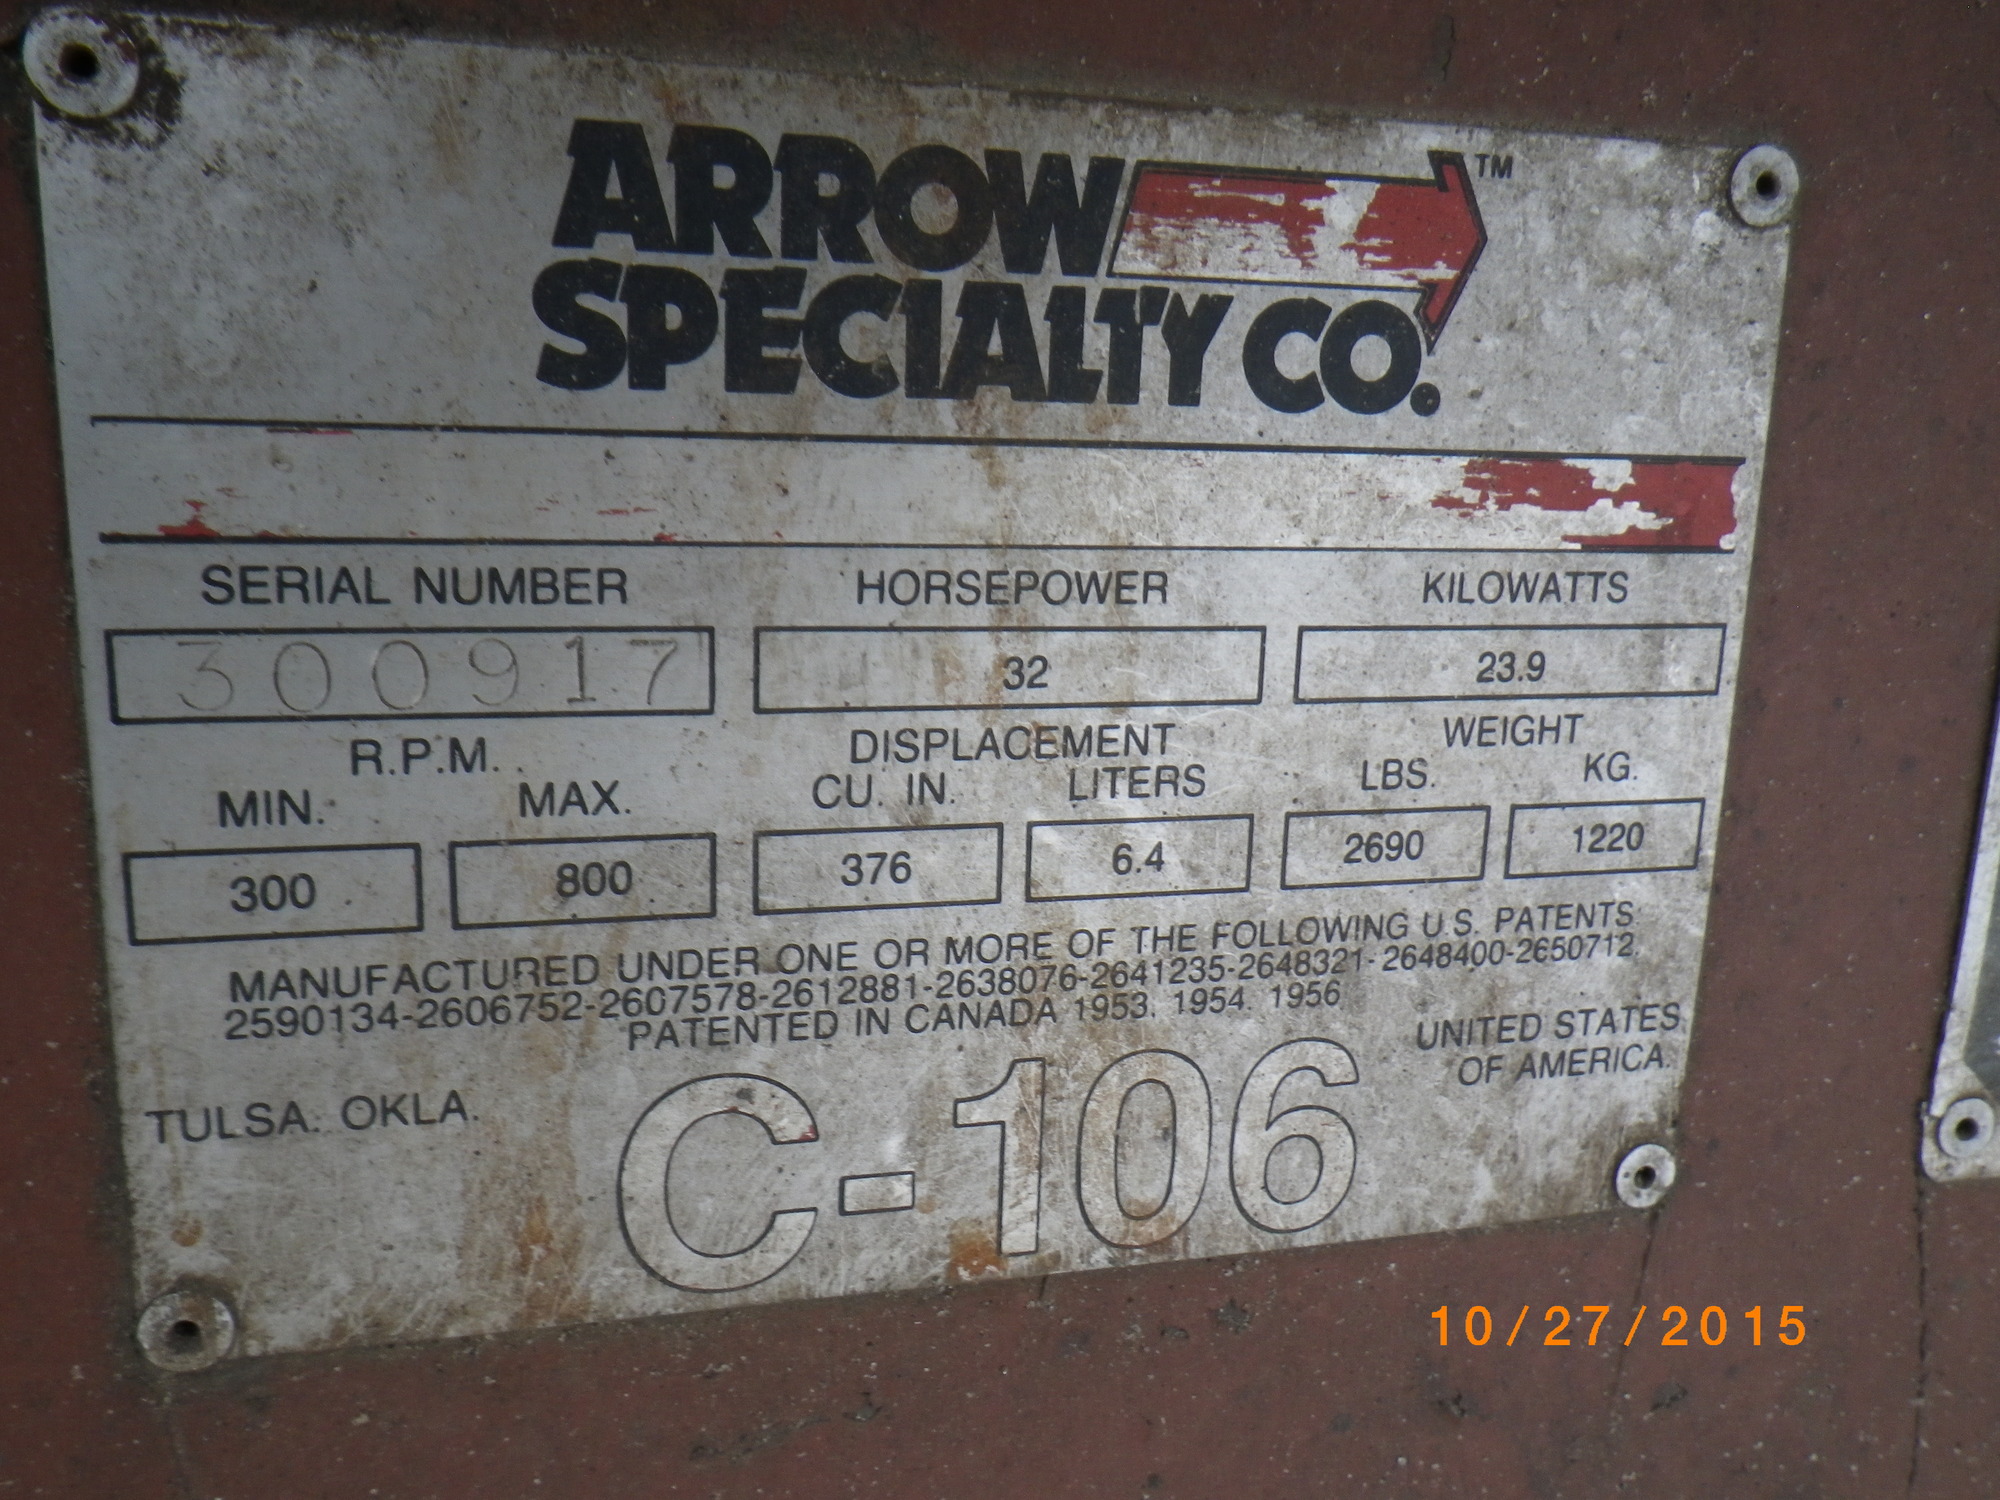 ARROW TM
SPECIALTY CO.
SERIAL NUMBER HORSEPOWER KILOWATTS
300917 32 23.9
R.P.M. DISPLACEMENT WEIGHT
MIN. MAX. CU. IN. LITERS LBS. KG.
300 800 376 6.4 2690 1220
MANUFACTURED UNDER ONE OR MORE OF THE FOLLOWING U.S. PATENTS:
2590134-2606752-2607578-2612881-2638076-2641235-2648321-2648400-2650712.
PATENTED IN CANADA 1953. 1954. 1956
UNITED STATES
OF AMERICA.
TULSA. OKLA.
C-106
10/27/2015